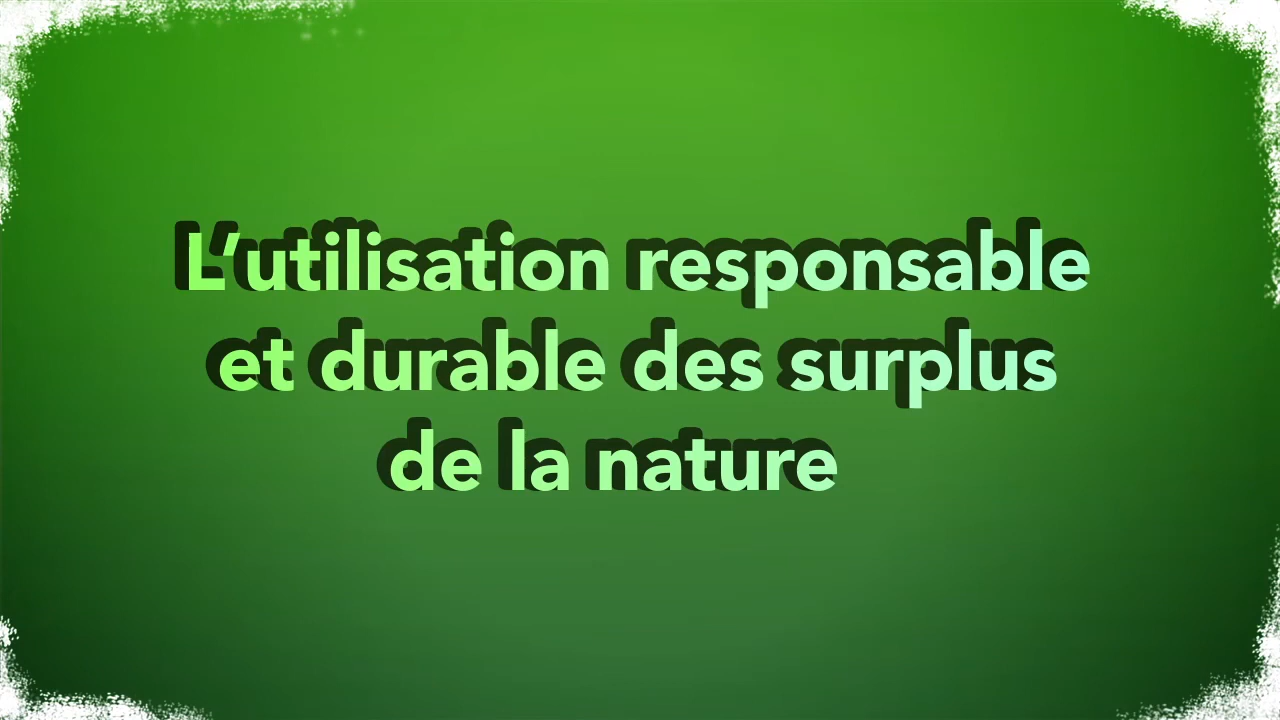 L’utilisation responsable
et durable des surplus
de la nature